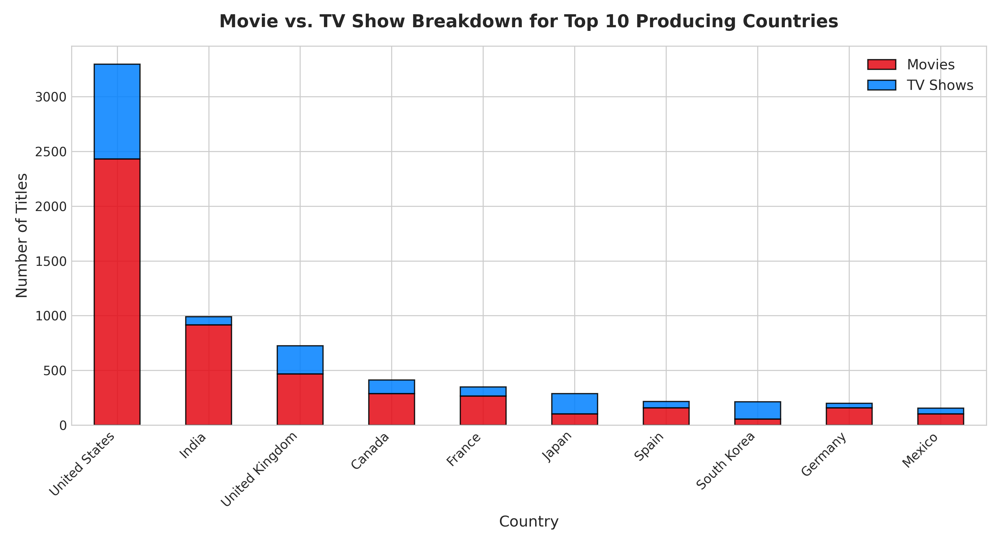 Movie vs. TV Show Breakdown for Top 10 Producing Countries
Movies
TV Shows
Number of Titles
3000
2500
2000
1500
1000
500
0
United States
India
United Kingdom
Canada
France
Japan
Spain
South Korea
Germany
Mexico
Country